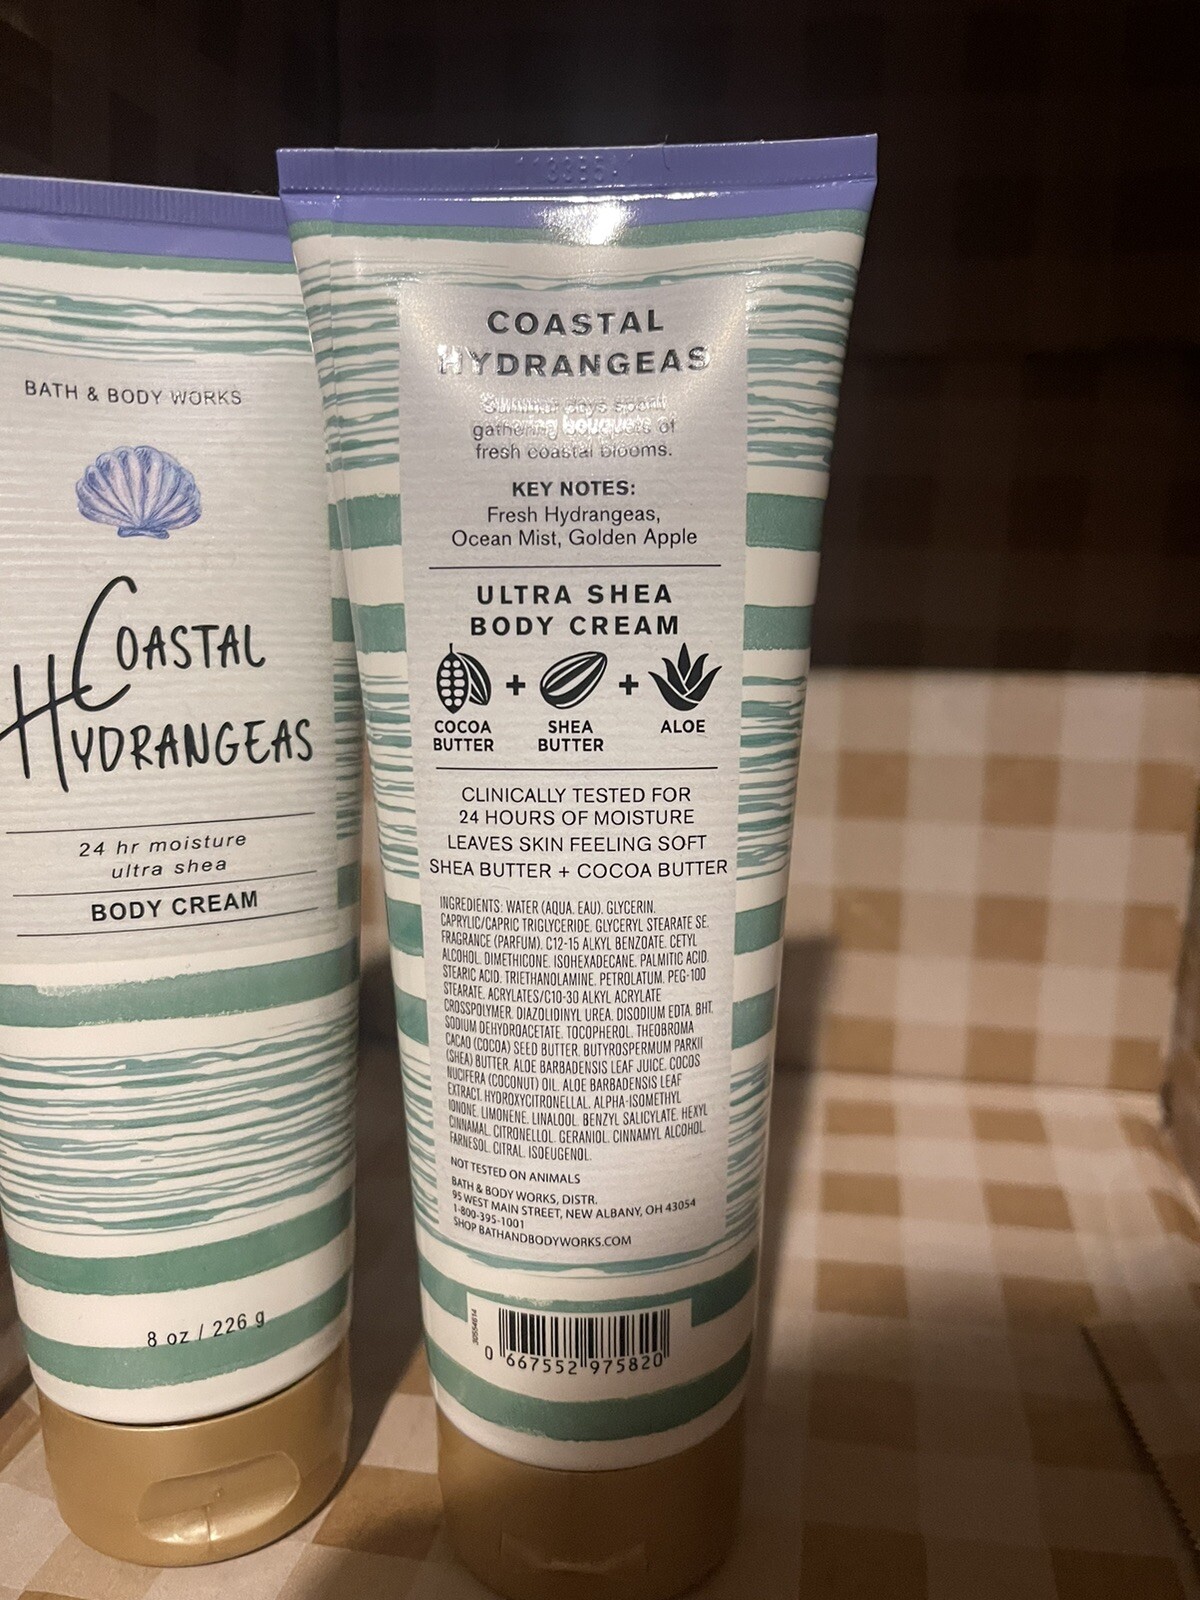 BATH & BODY WORKS
COASTAL
HYDRANGEAS
24 hr moisture
ultra shea
BODY CREAM
8 oz / 226 g
COASTAL
HYDRANGEAS
Summer days spent
gathering bouquets of
fresh coastal blooms.
KEY NOTES:
Fresh Hydrangeas,
Ocean Mist, Golden Apple
ULTRA SHEA
BODY CREAM
COCOA
BUTTER
+
SHEA
BUTTER
+
ALOE
CLINICALLY TESTED FOR
24 HOURS OF MOISTURE
LEAVES SKIN FEELING SOFT
SHEA BUTTER + COCOA BUTTER
INGREDIENTS: WATER (AQUA, EAU), GLYCERIN,
CAPRYLIC/CAPRIC TRIGLYCERIDE, GLYCERYL STEARATE SE,
FRAGRANCE (PARFUM), C12-15 ALKYL BENZOATE, CETYL
ALCOHOL, DIMETHICONE, ISOHEXADECANE, PALMITIC ACID,
STEARIC ACID, TRIETHANOLAMINE, PETROLATUM, PEG-100
STEARATE, ACRYLATES/C10-30 ALKYL ACRYLATE
CROSSPOLYMER, DIAZOLIDINYL UREA, DISODIUM EDTA, BHT,
SODIUM DEHYDROACETATE, TOCOPHEROL, THEOBROMA
CACAO (COCOA) SEED BUTTER, BUTYROSPERMUM PARKII
(SHEA) BUTTER, ALOE BARBADENSIS LEAF JUICE, COCOS
NUCIFERA (COCONUT) OIL, ALOE BARBADENSIS LEAF
EXTRACT, HYDROXYCITRONELLAL, ALPHA-ISOMETHYL
IONONE, LIMONENE, LINALOOL, BENZYL SALICYLATE, HEXYL
CINNAMAL, CITRONELLOL, GERANIOL, CINNAMYL ALCOHOL,
FARNESOL, CITRAL, ISOEUGENOL.
NOT TESTED ON ANIMALS
BATH & BODY WORKS, DISTR.
95 WEST MAIN STREET, NEW ALBANY, OH 43054
1-800-395-1001
SHOP BATHANDBODYWORKS.COM
0 667552 975820